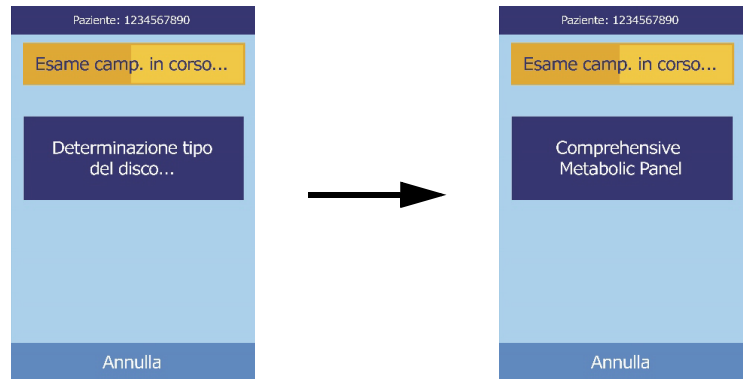 Paziente: 1234567890
Esame camp. in corso...
Determinazione tipo
del disco...
Annulla
Paziente: 1234567890
Esame camp. in corso...
Comprehensive
Metabolic Panel
Annulla